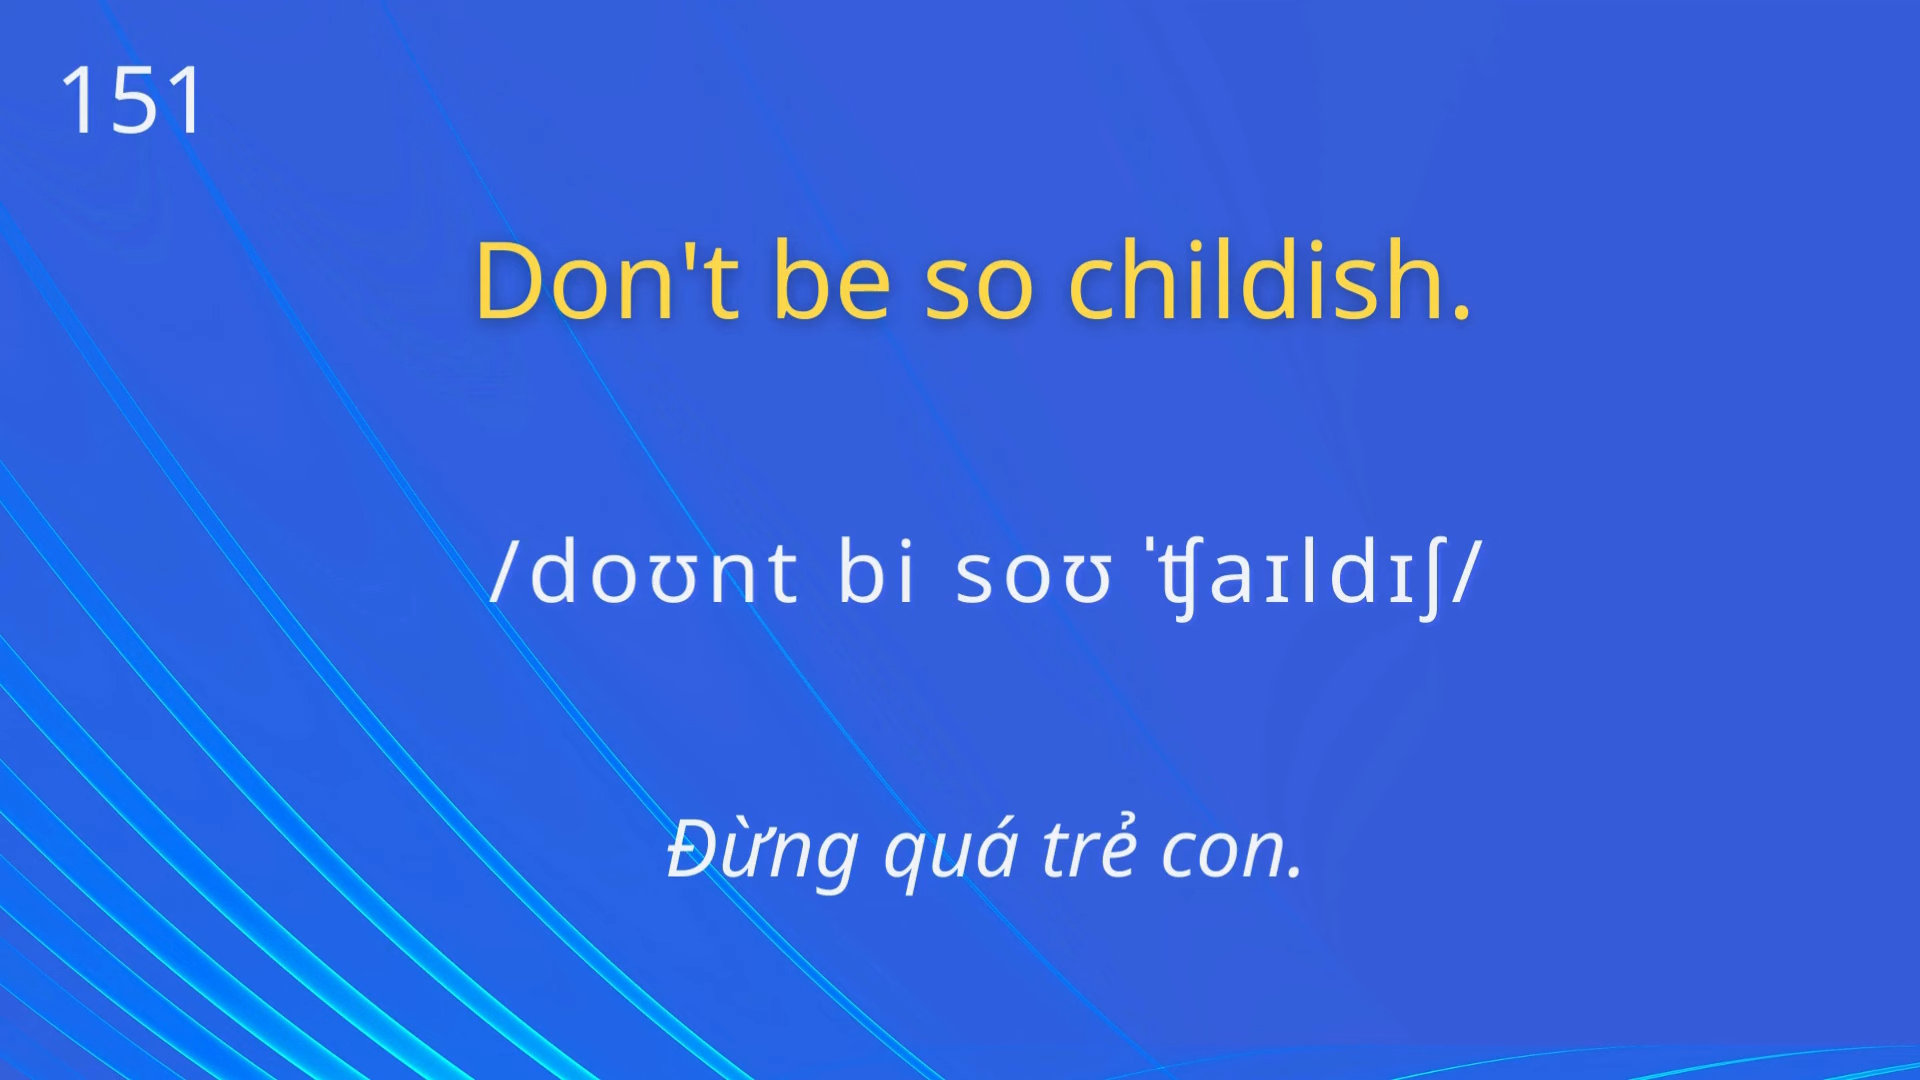 151
Don't be so childish.
/doʊnt bi soʊ ˈʧaɪldɪʃ/
Đừng quá trẻ con.